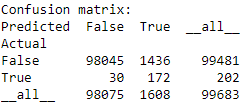 Confusion matrix:
Predicted  False  True  __all__
Actual
False      98045  1436    99481
True          30   172      202
__all__    98075  1608    99683